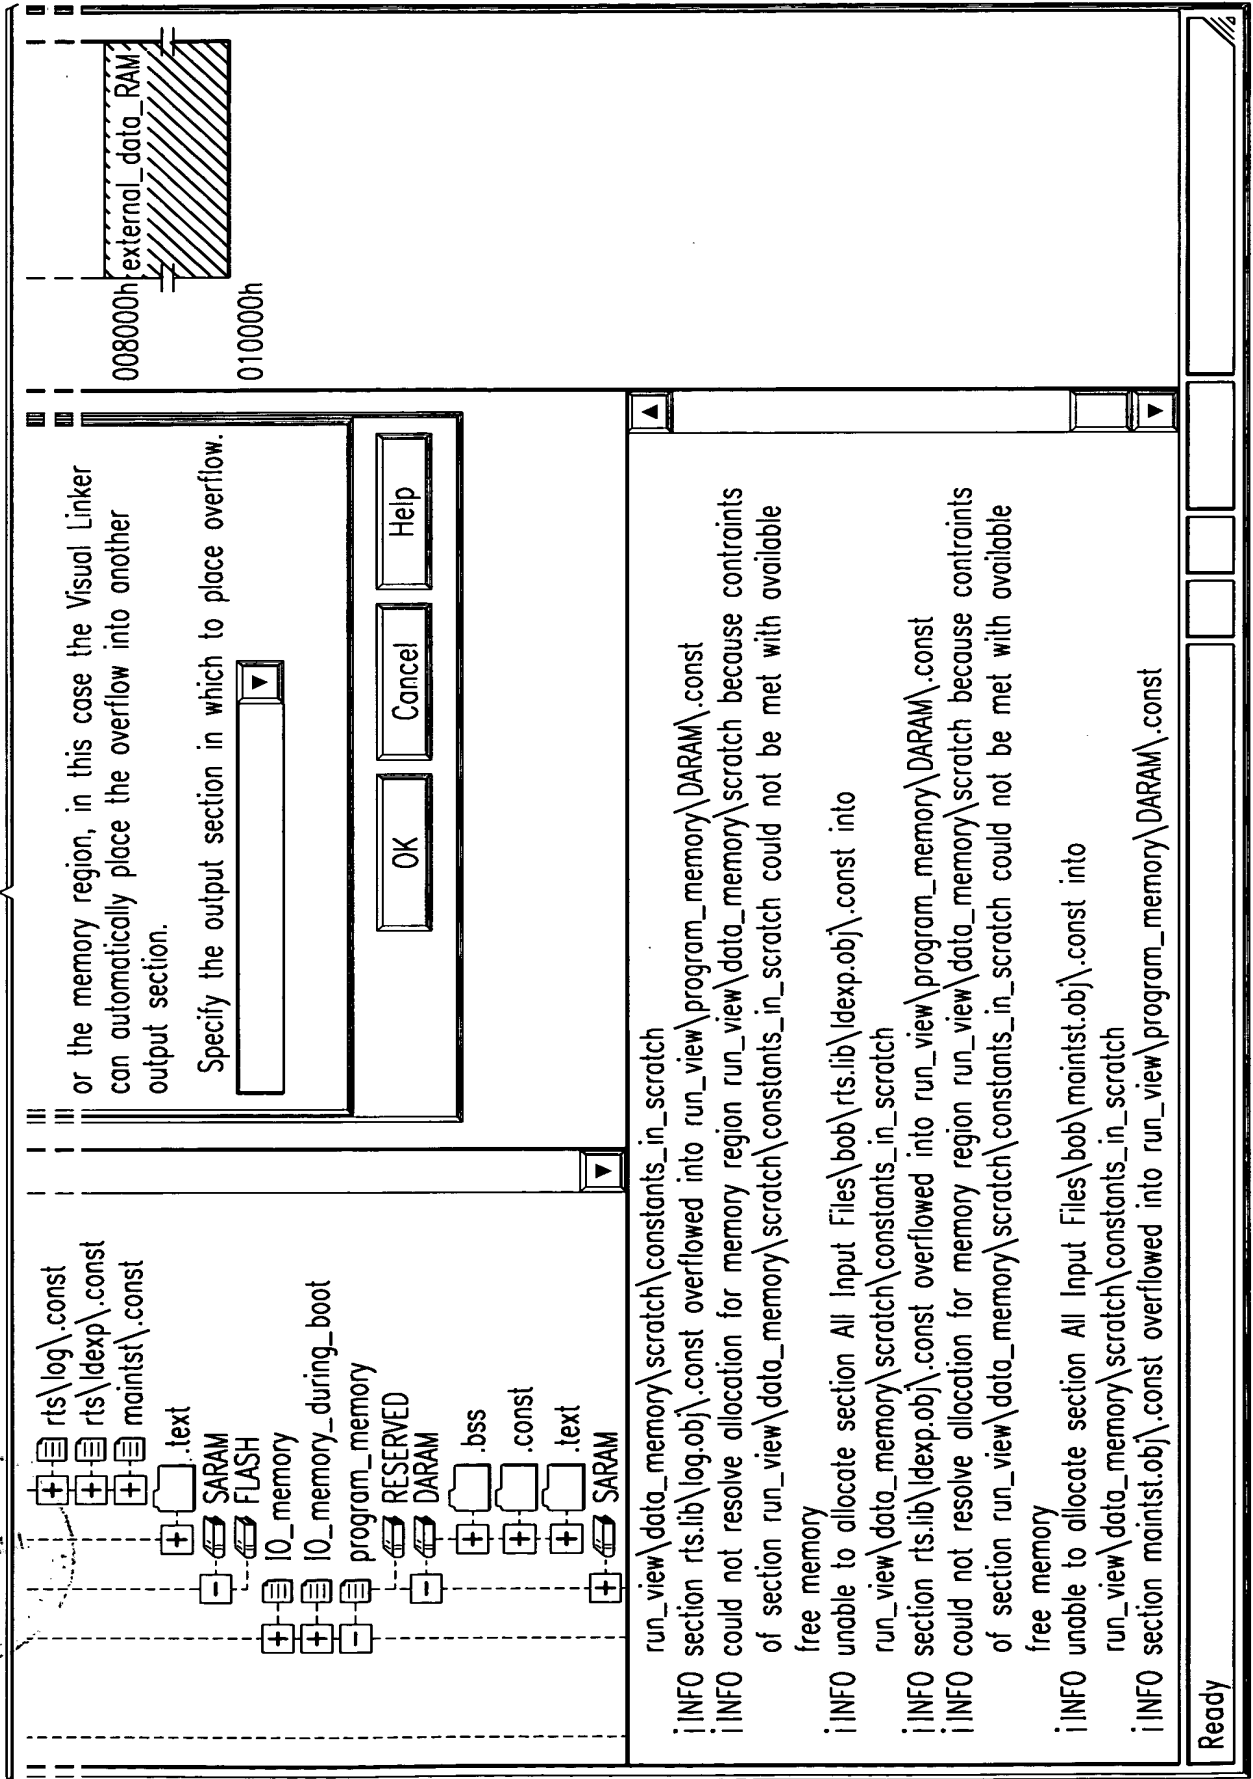 rts\log\.const
rts\ldexp\.const
maintst\.const
.text
SARAM
FLASH
IO_memory
IO_memory_during_boot
program_memory
RESERVED
DARAM
.bss
.const
.text
SARAM
or the memory region, in this case the Visual Linker
can automatically place the overflow into another
output section.
Specify the output section in which to place overflow.
OK
Cancel
Help
008000h
external_data_RAM
010000h
run_view\data_memory\scratch\constants_in_scratch
i INFO section rts.lib\log.obj\.const overflowed into run_view\program_memory\DARAM\.const
i INFO could not resolve allocation for memory region run_view\data_memory\scratch because contraints
of section run_view\data_memory\scratch\constants_in_scratch could not be met with available
free memory
i INFO unable to allocate section All Input Files\bob\rts.lib\ldexp.obj\.const into
run_view\data_memory\scratch\constants_in_scratch
i INFO section rts.lib\ldexp.obj\.const overflowed into run_view\program_memory\DARAM\.const
i INFO could not resolve allocation for memory region run_view\data_memory\scratch because contraints
of section run_view\data_memory\scratch\constants_in_scratch could not be met with available
free memory
i INFO unable to allocate section All Input Files\bob\maintst.obj\.const into
run_view\data_memory\scratch\constants_in_scratch
i INFO section maintst.obj\.const overflowed into run_view\program_memory\DARAM\.const
Ready